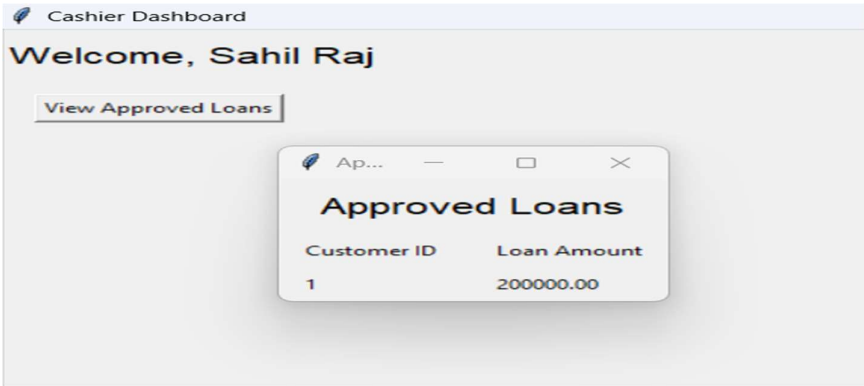 Cashier Dashboard
Welcome, Sahil Raj
View Approved Loans
Ap...
Approved Loans
Customer ID Loan Amount
1 200000.00